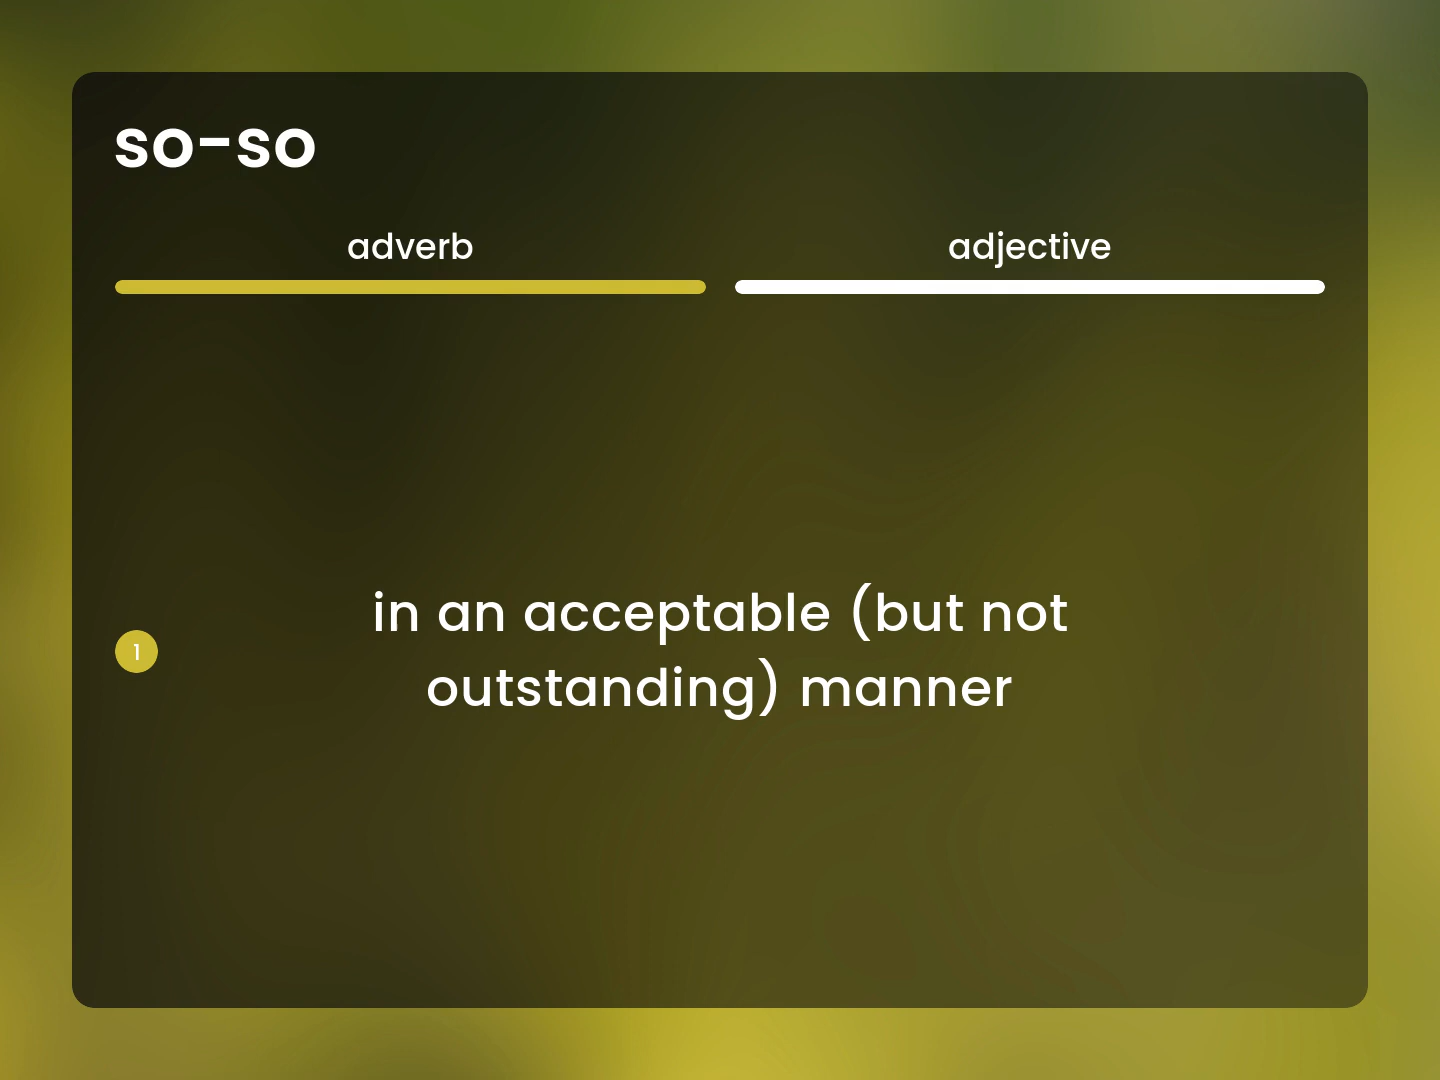 so-so
adverb
adjective
1
in an acceptable (but not
outstanding) manner